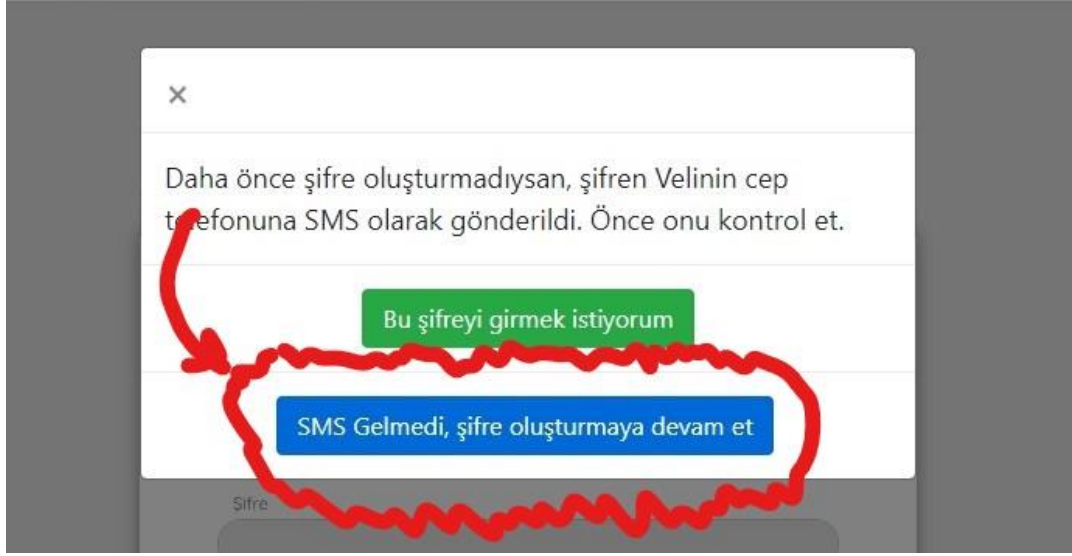 ×
Daha önce şifre oluşturmadıysan, şifren Velinin cep
telefonuna SMS olarak gönderildi. Önce onu kontrol et.
Bu şifreyi girmek istiyorum
SMS Gelmedi, şifre oluşturmaya devam et
Şifre